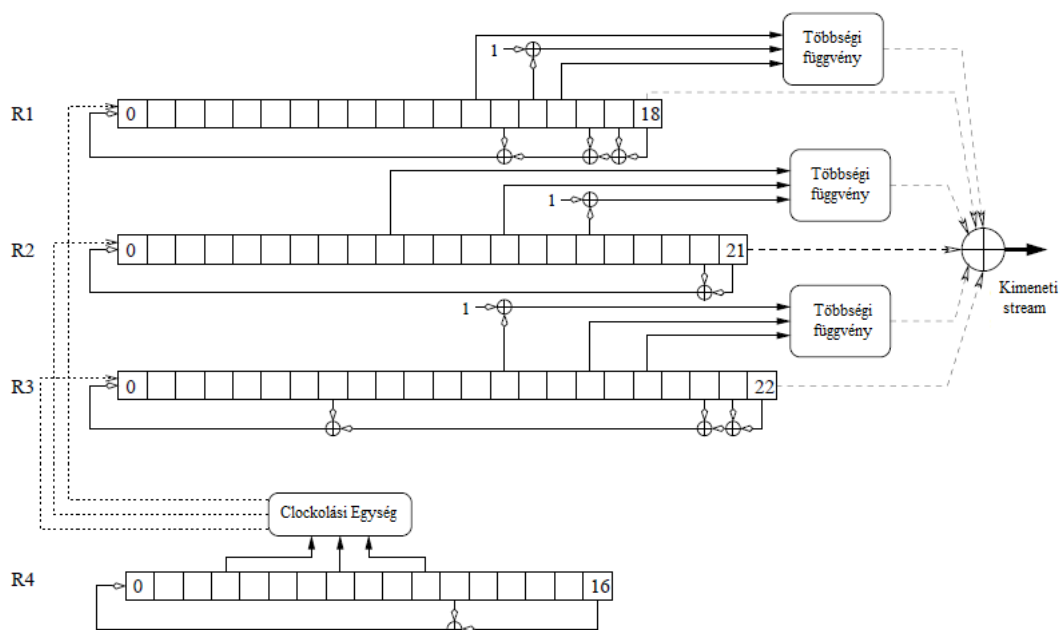 Többségi
függvény
1
R1
0
18
Többségi
függvény
1
R2
0
21
Kimeneti
stream
Többségi
függvény
1
R3
0
22
Clockolási Egység
R4
0
16